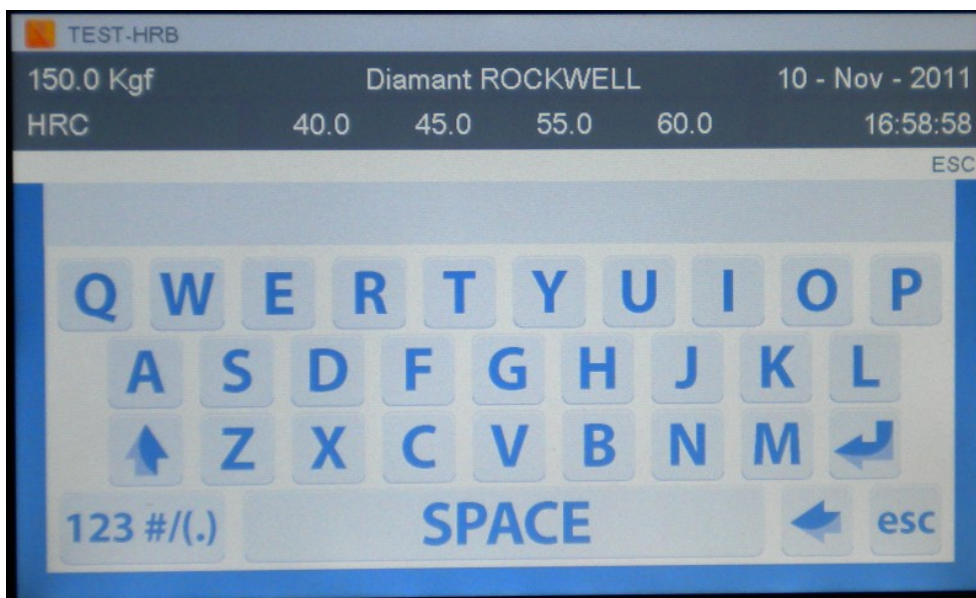 TEST-HRB
150.0 Kgf Diamant ROCKWELL 10 - Nov - 2011
HRC 40.0 45.0 55.0 60.0 16:58:58
ESC
Q W E R T Y U I O P
A S D F G H J K L
Z X C V B N M
123 #/(.) SPACE esc